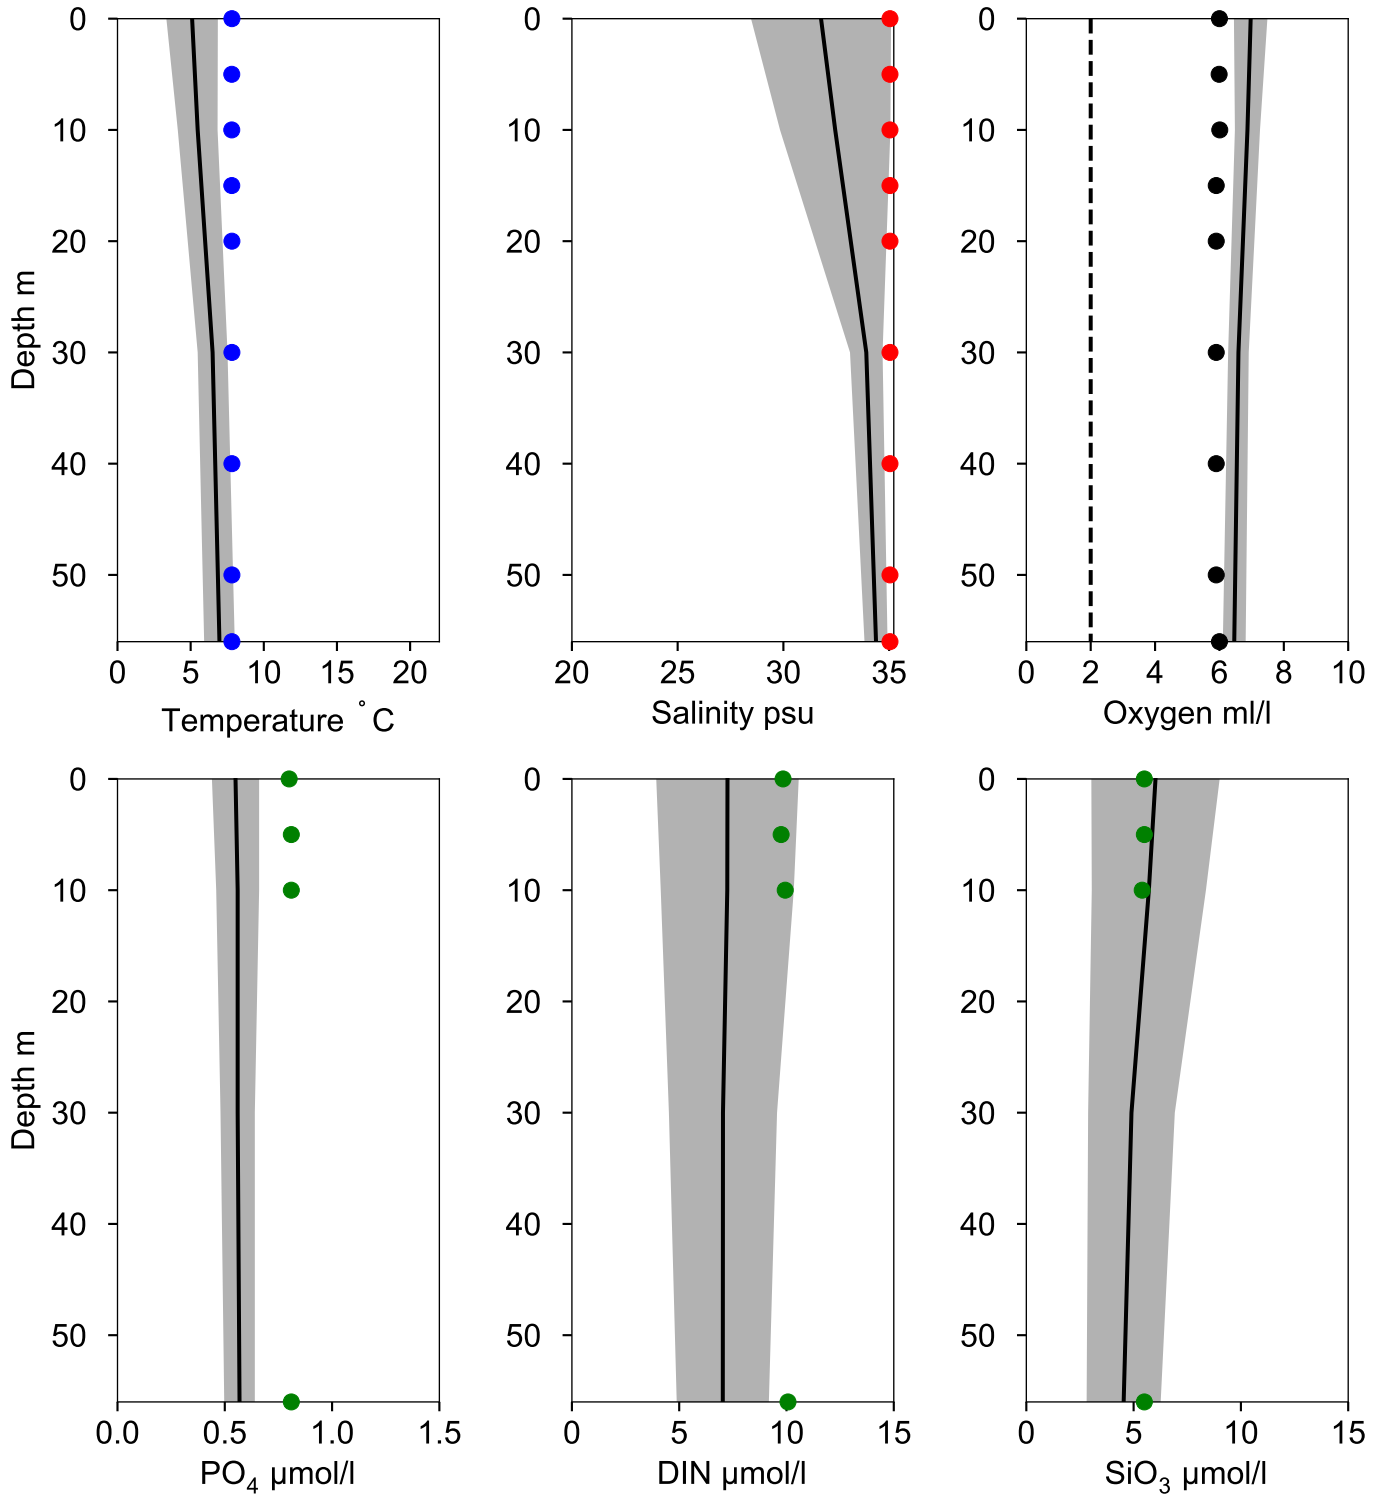 0 0 0
10 10 10
20 20 20
30 30 30
40 40 40
50 50 50
Depth m
0 5 10 15 20
20 25 30 35
0 2 4 6 8 10
Temperature °C
Salinity psu
Oxygen ml/l
0 0 0
10 10 10
20 20 20
30 30 30
40 40 40
50 50 50
Depth m
0.0 0.5 1.0 1.5
0 5 10 15
0 5 10 15
PO₄ µmol/l
DIN µmol/l
SiO₃ µmol/l